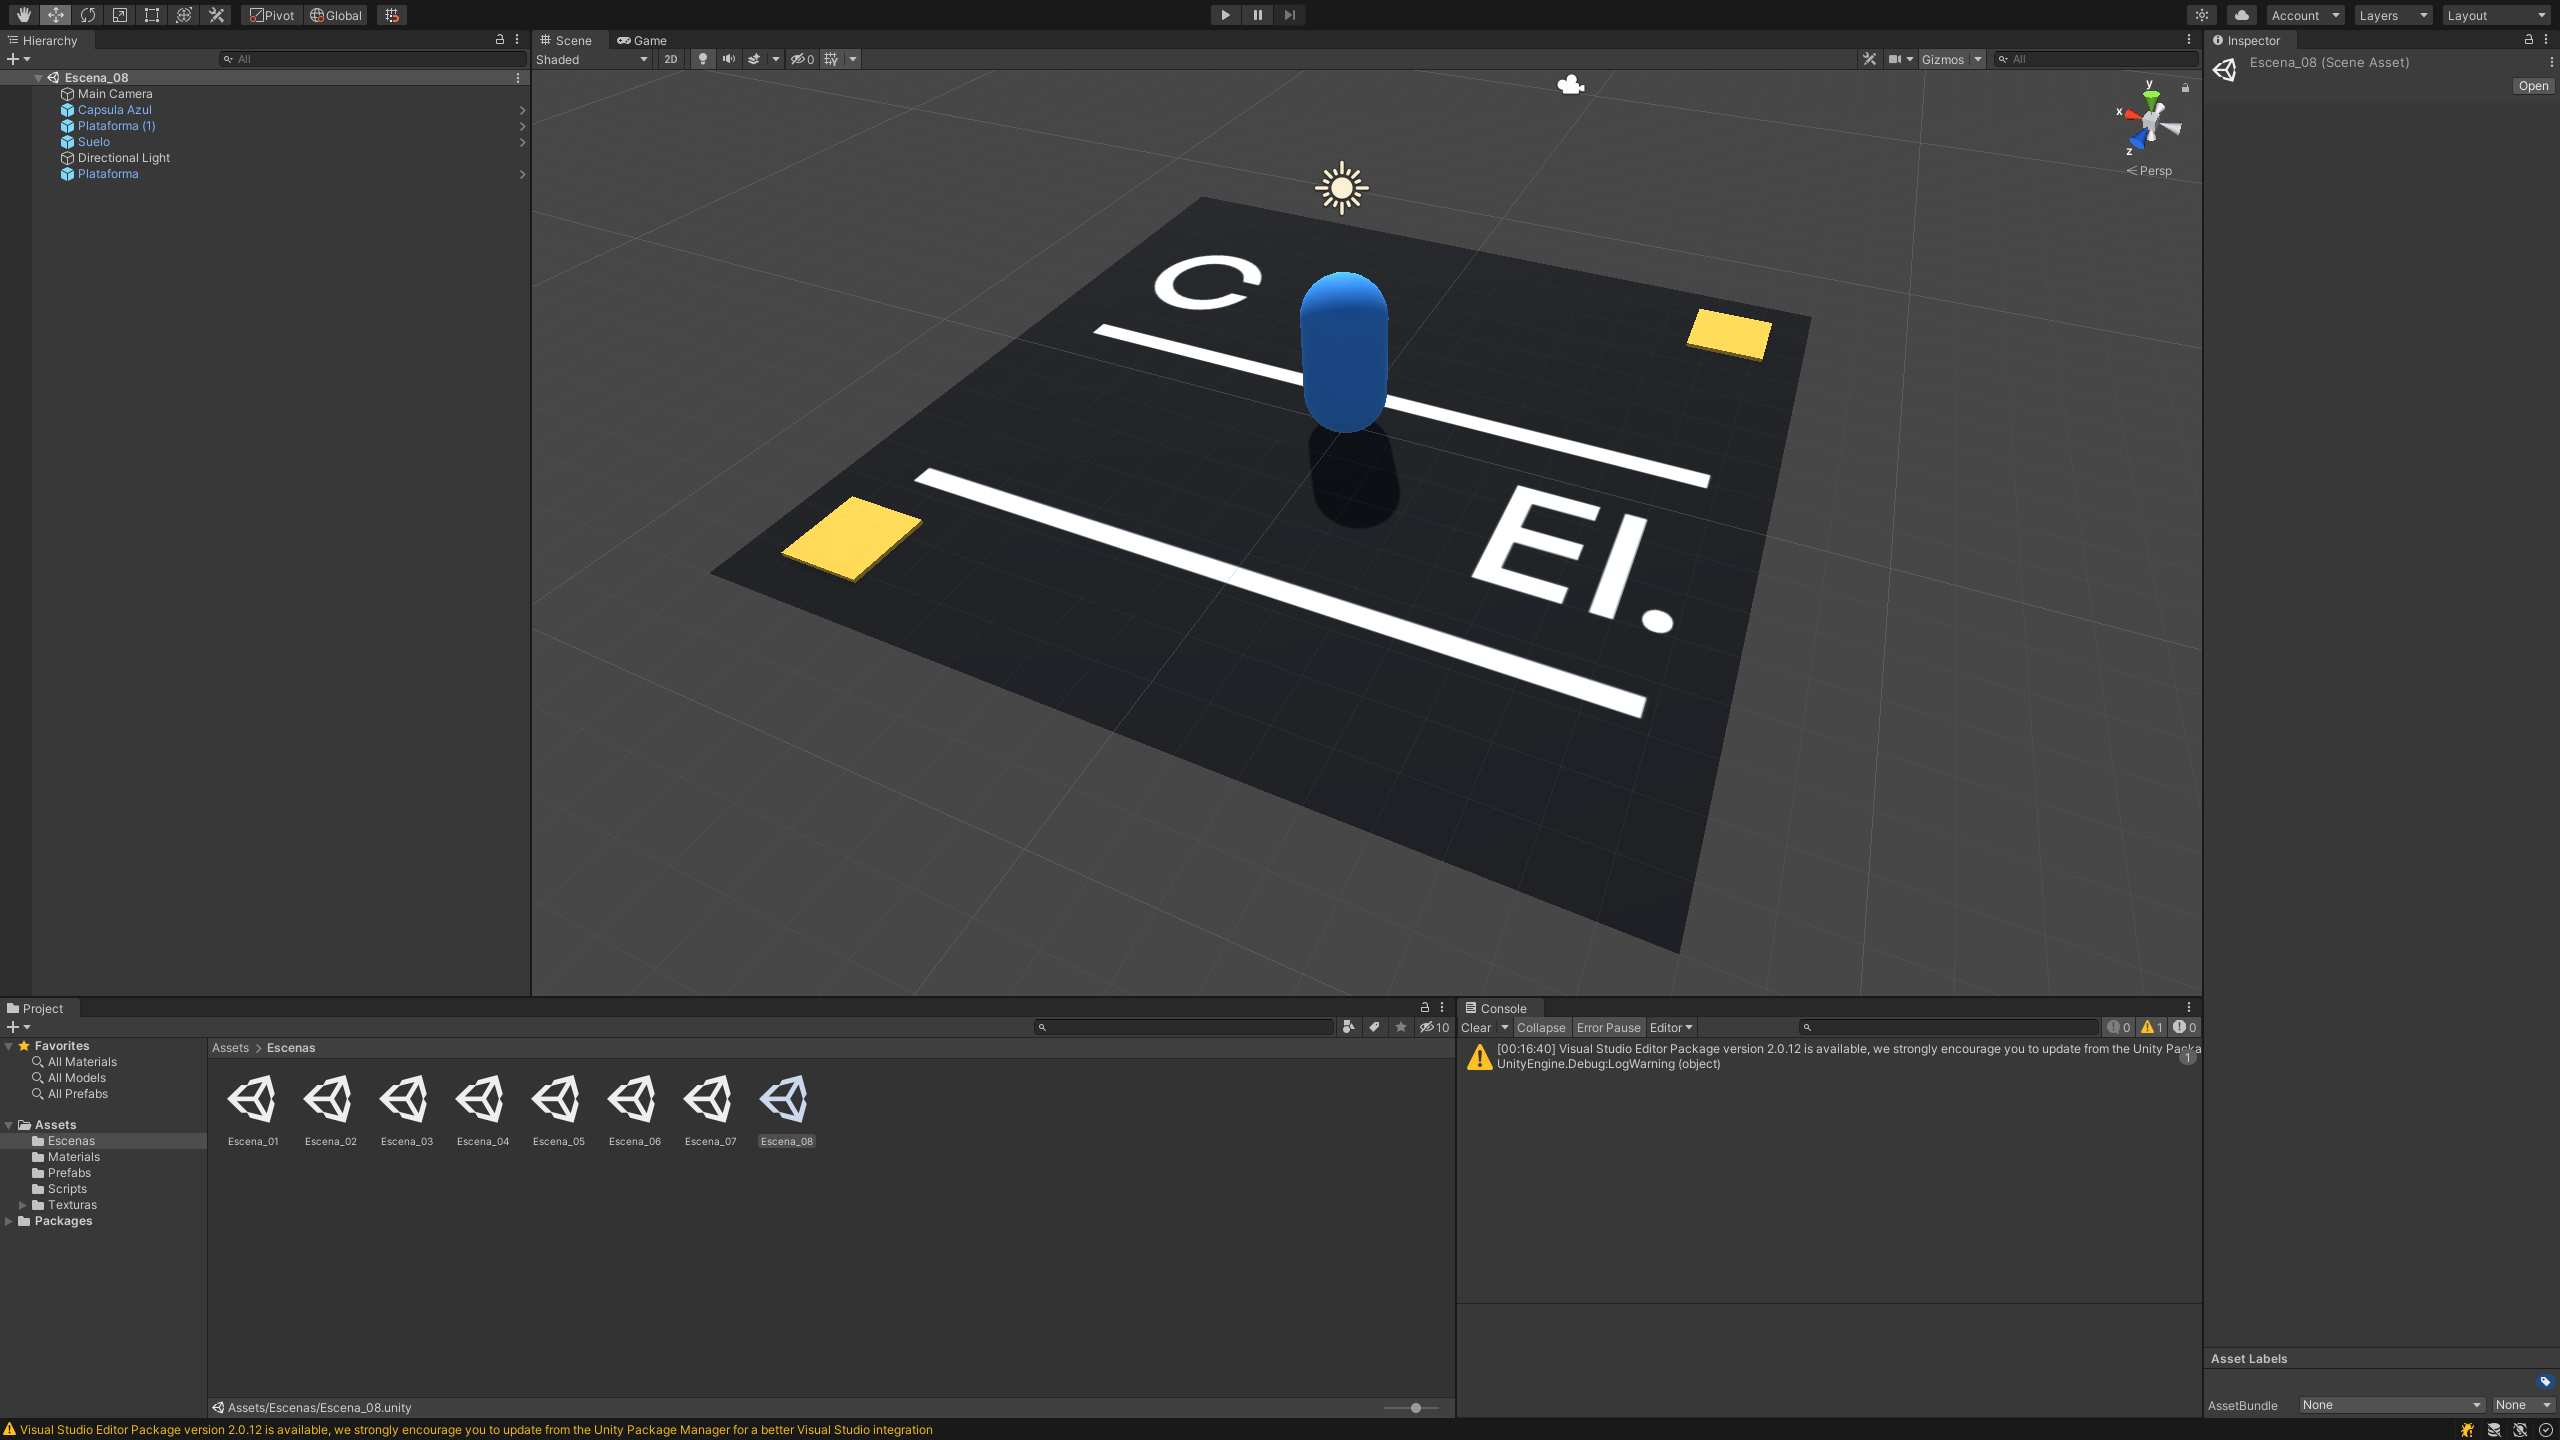 Pivot Global Account Layers Layout
Hierarchy
All
Escena_08
Main Camera
Capsula Azul
Plataforma (1)
Suelo
Directional Light
Plataforma
Scene Game
Shaded 2D 0 Gizmos All
y
x
z
Persp
C
El.
Inspector
Escena_08 (Scene Asset)
Open
Project
10
Favorites
All Materials
All Models
All Prefabs
Assets
Escenas
Materials
Prefabs
Scripts
Texturas
Packages
Assets > Escenas
Escena_01 Escena_02 Escena_03 Escena_04 Escena_05 Escena_06 Escena_07 Escena_08
Assets/Escenas/Escena_08.unity
Console
Clear Collapse Error Pause Editor 0 1 0
[00:16:40] Visual Studio Editor Package version 2.0.12 is available, we strongly encourage you to update from the Unity Packa
UnityEngine.Debug:LogWarning (object)
1
Asset Labels
AssetBundle None None
Visual Studio Editor Package version 2.0.12 is available, we strongly encourage you to update from the Unity Package Manager for a better Visual Studio integration